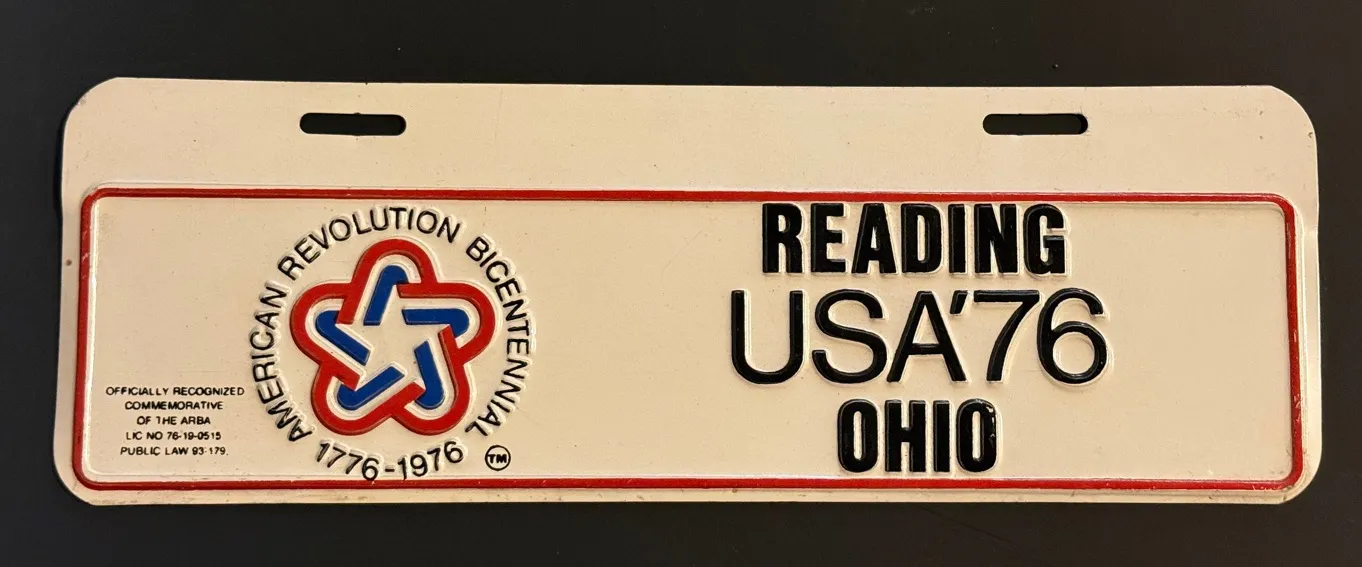 AMERICAN REVOLUTION BICENTENNIAL
1776-1976
TM
OFFICIALLY RECOGNIZED
COMMEMORATIVE
OF THE ARBA
LIC NO 76-19-0515
PUBLIC LAW 93-179.
READING
USA'76
OHIO